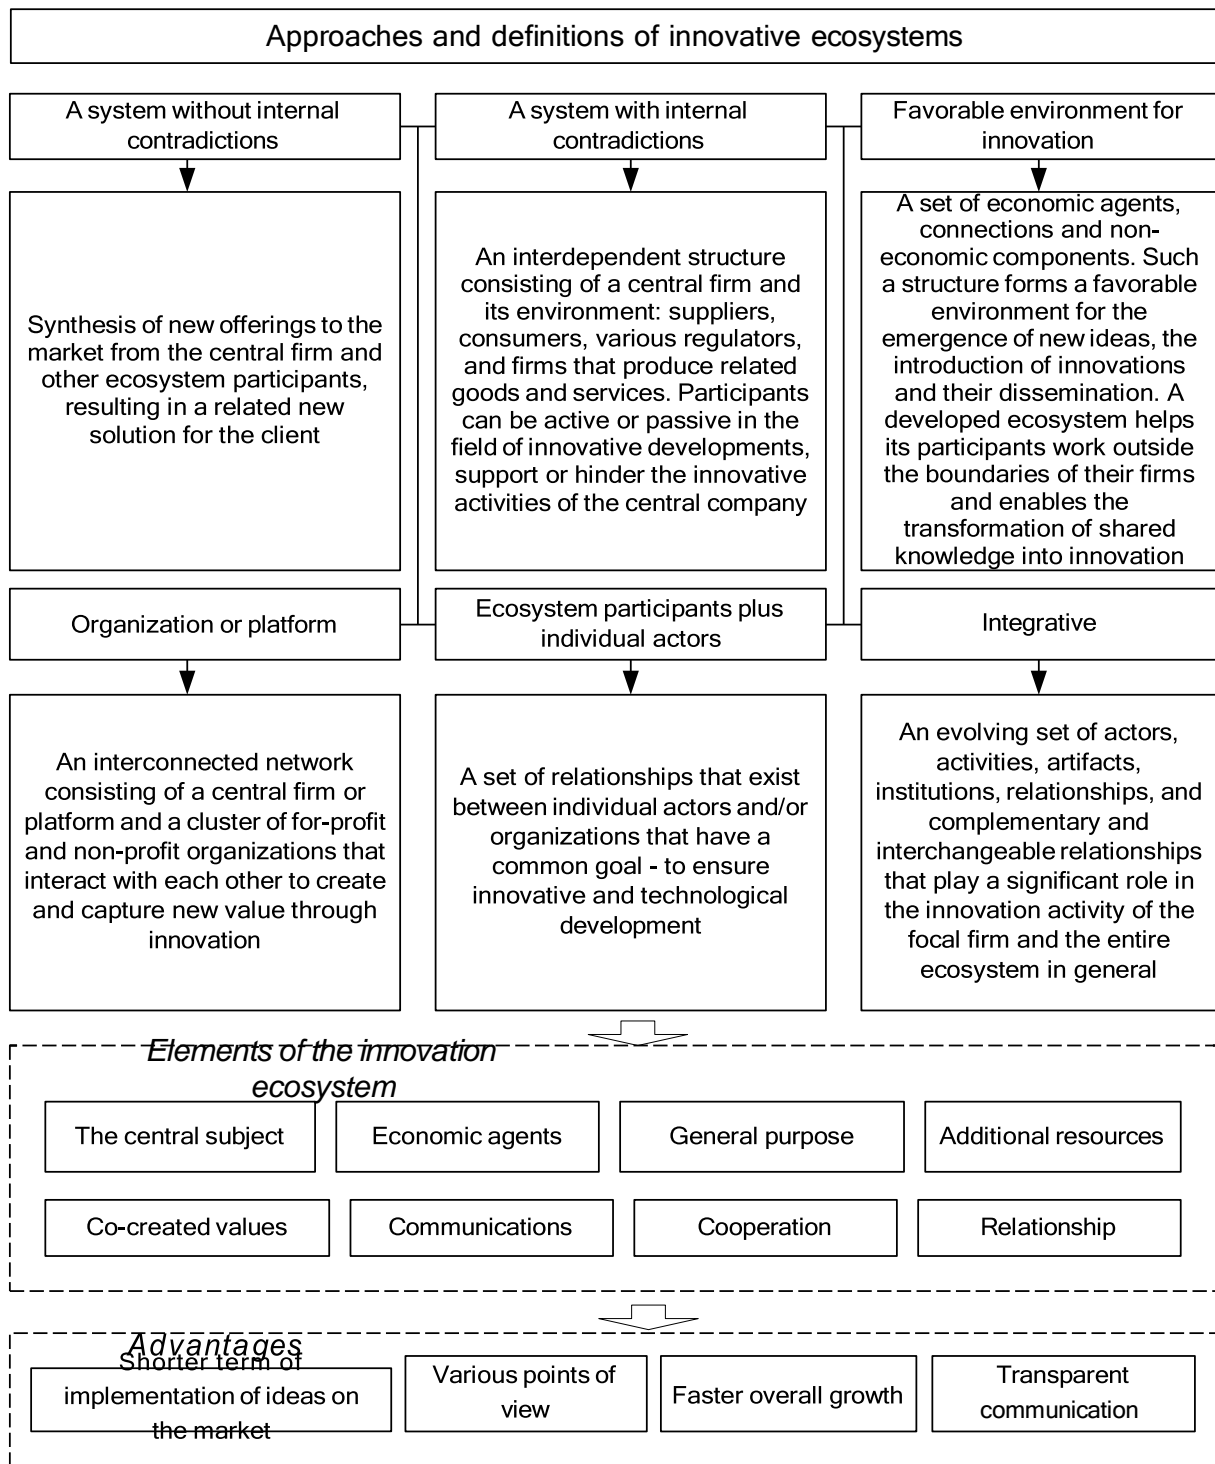 Approaches and definitions of innovative ecosystems
A system without internal
contradictions
A system with internal
contradictions
Favorable environment for
innovation
Synthesis of new offerings to the
market from the central firm and
other ecosystem participants,
resulting in a related new
solution for the client
An interdependent structure
consisting of a central firm and
its environment: suppliers,
consumers, various regulators,
and firms that produce related
goods and services. Participants
can be active or passive in the
field of innovative developments,
support or hinder the innovative
activities of the central company
A set of economic agents,
connections and non-
economic components. Such
a structure forms a favorable
environment for the
emergence of new ideas, the
introduction of innovations
and their dissemination. A
developed ecosystem helps
its participants work outside
the boundaries of their firms
and enables the
transformation of shared
knowledge into innovation
Organization or platform
Ecosystem participants plus
individual actors
Integrative
An interconnected network
consisting of a central firm or
platform and a cluster of for-profit
and non-profit organizations that
interact with each other to create
and capture new value through
innovation
A set of relationships that exist
between individual actors and/or
organizations that have a
common goal - to ensure
innovative and technological
development
An evolving set of actors,
activities, artifacts,
institutions, relationships, and
complementary and
interchangeable relationships
that play a significant role in
the innovation activity of the
focal firm and the entire
ecosystem in general
Elements of the innovation
ecosystem
The central subject
Economic agents
General purpose
Additional resources
Co-created values
Communications
Cooperation
Relationship
Advantages
Shorter term of
implementation of ideas on
the market
Various points of
view
Faster overall growth
Transparent
communication